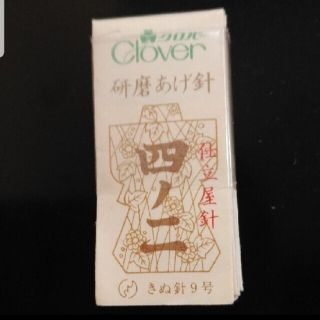 クロバー
Clover
研磨あげ針
仕立屋針
四ノ二
きぬ針9号